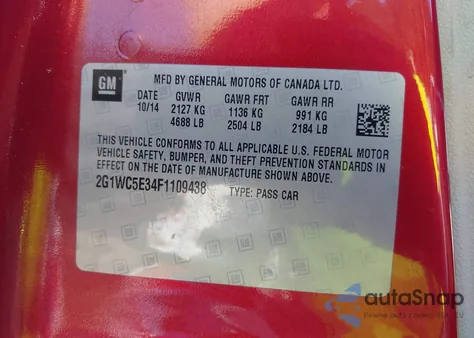 GM
MFD BY GENERAL MOTORS OF CANADA LTD.
DATE GVWR GAWR FRT GAWR RR
10/14 2127 KG 1136 KG 991 KG
4688 LB 2504 LB 2184 LB
THIS VEHICLE CONFORMS TO ALL APPLICABLE U.S. FEDERAL MOTOR
VEHICLE SAFETY, BUMPER, AND THEFT PREVENTION STANDARDS IN
EFFECT ON THE DATE OF MANUFACTURE SHOWN ABOVE.
2G1WC5E34F1109438 TYPE: PASS CAR
autoSnap